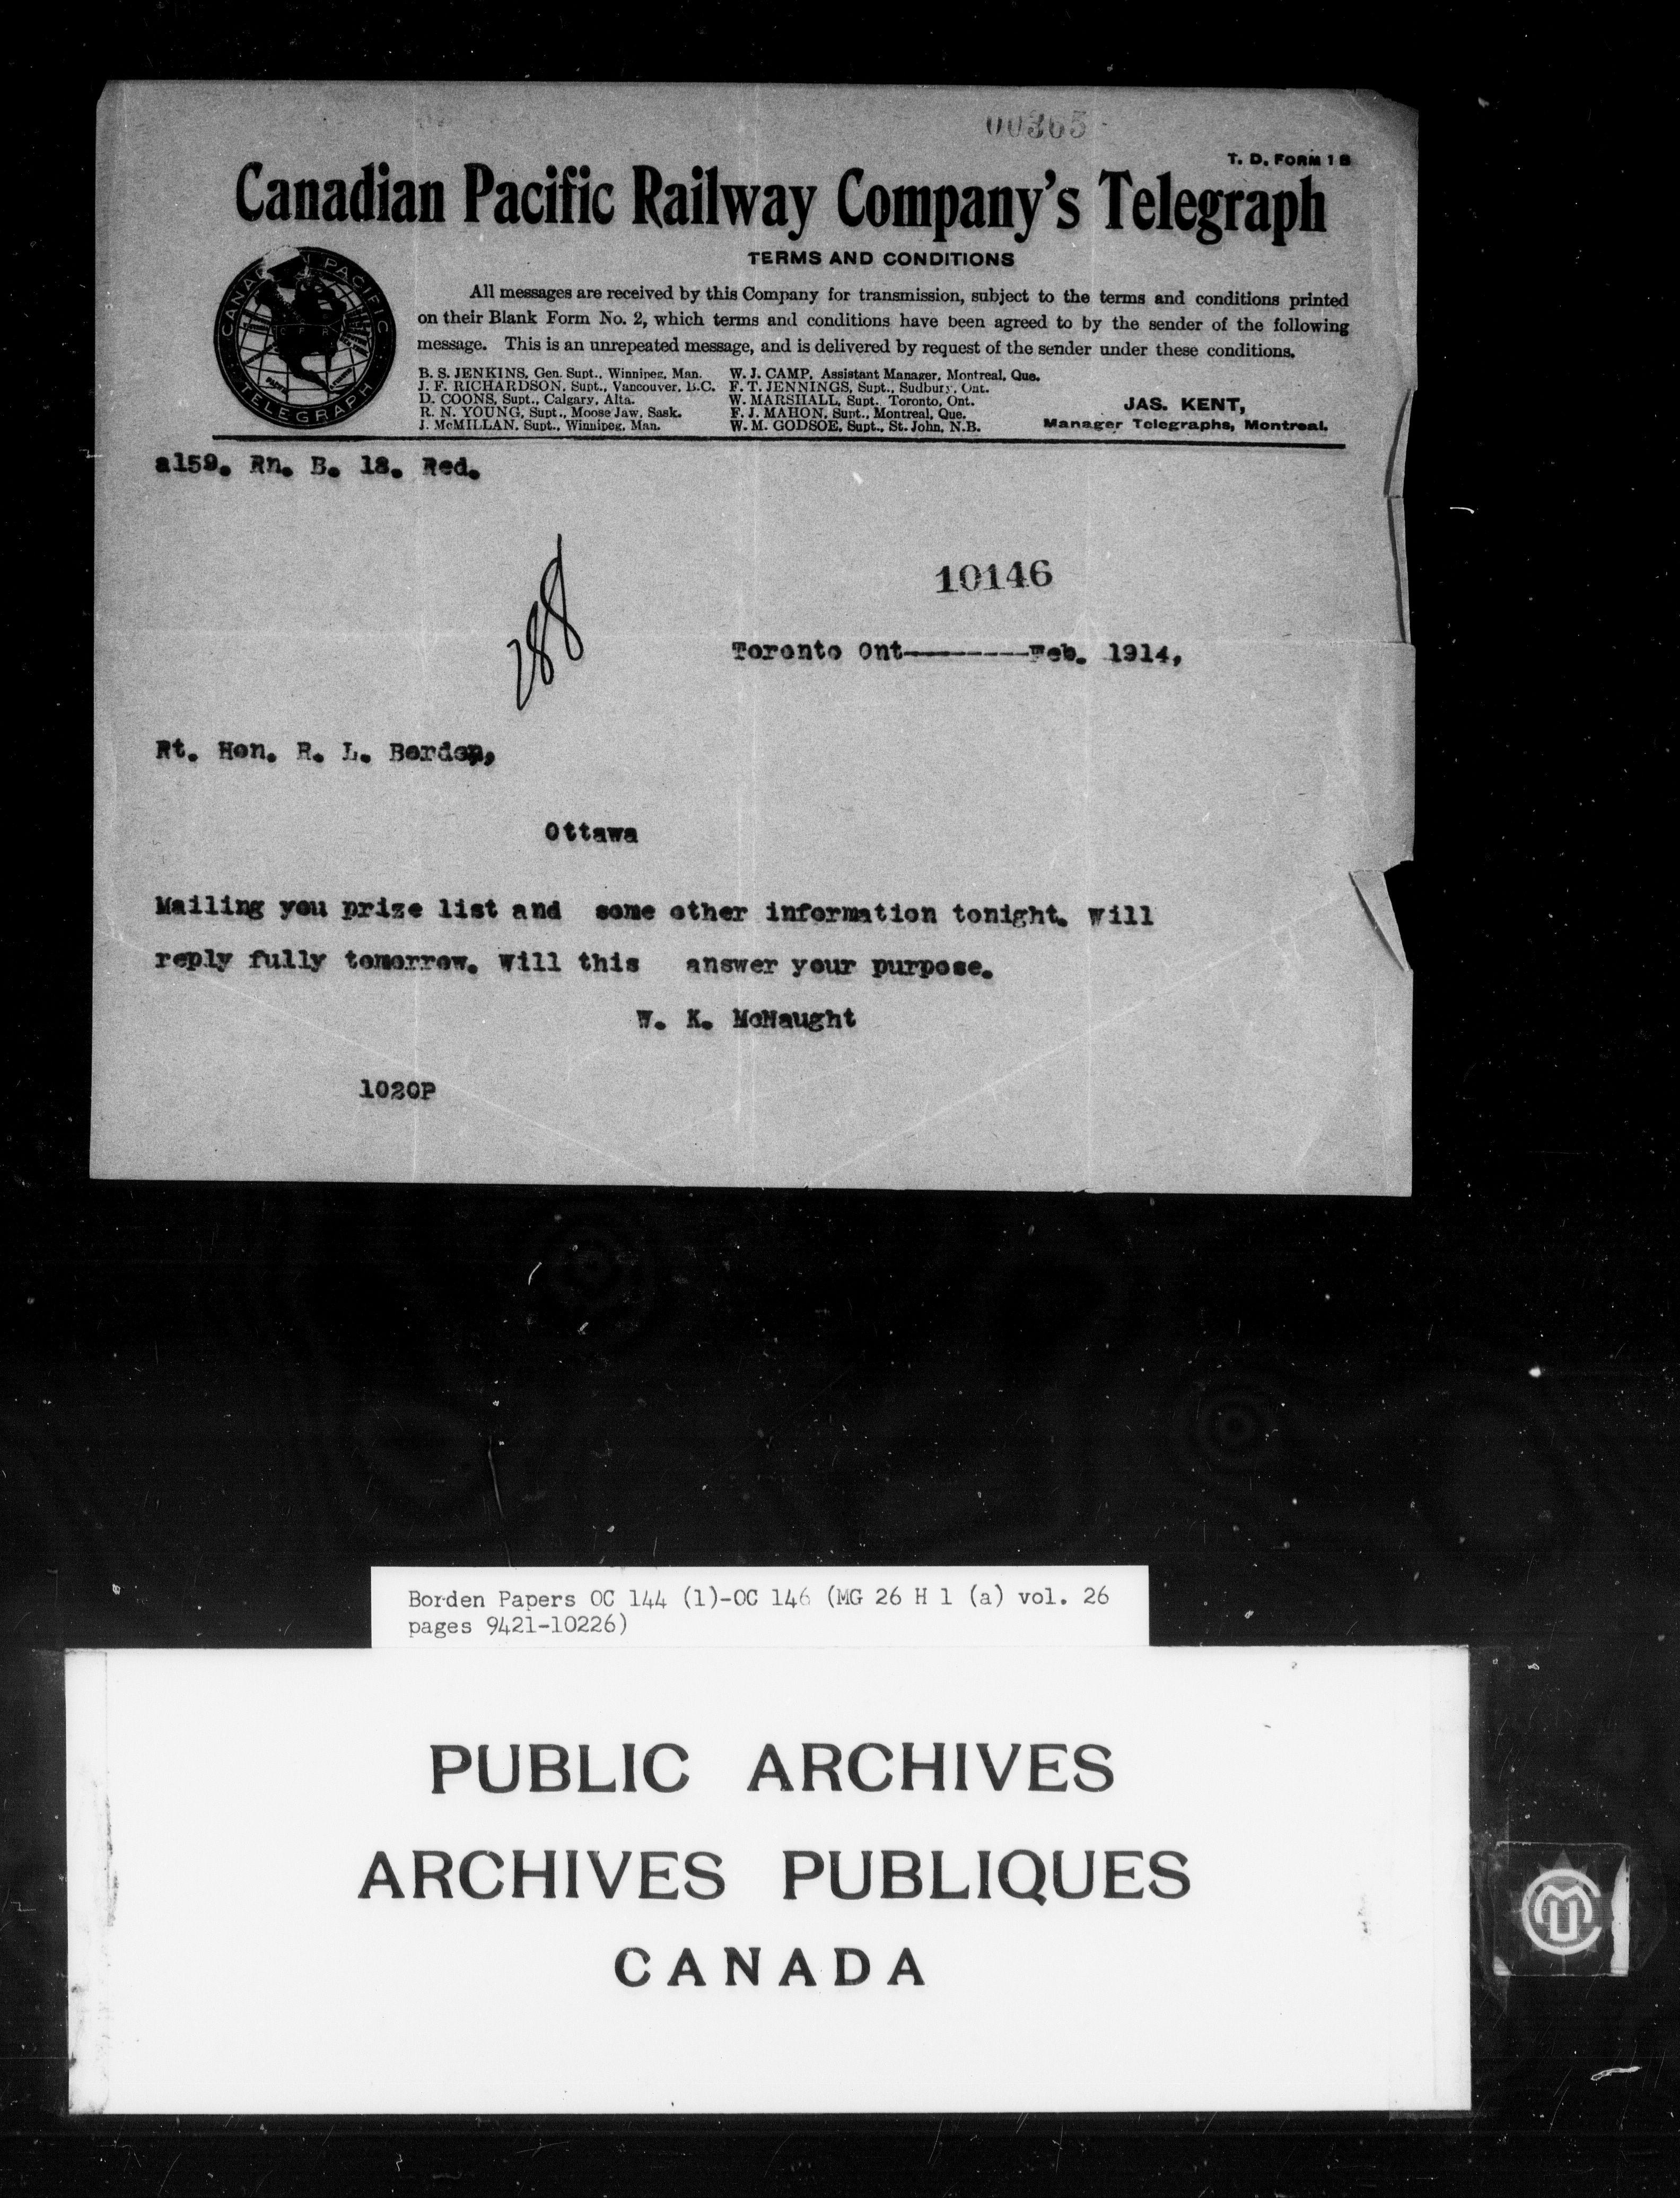 00365
T. D. FORM 1 B
Canadian Pacific Railway Company's Telegraph
TERMS AND CONDITIONS
All messages are received by this Company for transmission, subject to the terms and conditions printed
on their Blank Form No. 2, which terms and conditions have been agreed to by the sender of the following
message. This is an unrepeated message, and is delivered by request of the sender under these conditions.
CANADIAN PACIFIC
TELEGRAPH
B. S. JENKINS, Gen. Supt., Winnipeg, Man.
J. F. RICHARDSON, Supt., Vancouver, B.C.
D. COONS, Supt., Calgary, Alta.
R. N. YOUNG, Supt., Moose Jaw, Sask.
J. McMILLAN, Supt., Winnipeg, Man.
W. J. CAMP, Assistant Manager, Montreal, Que.
F. T. JENNINGS, Supt., Sudbury, Ont.
W. MARSHALL, Supt., Toronto, Ont.
F. J. MAHON, Supt., Montreal, Que.
W. M. GODSOE, Supt., St. John, N.B.
JAS. KENT,
Manager Telegraphs, Montreal.
a159. Rn. B. 18. Red.
288
10146
Toronto Ont--------Feb. 1914,
Rt. Hon. R. L. Borden,
Ottawa
Mailing you prize list and some other information tonight. Will
reply fully tomorrow. Will this answer your purpose.
W. K. McNaught
1020P
Borden Papers OC 144 (1)-OC 146 (MG 26 H 1 (a) vol. 26
pages 9421-10226)
PUBLIC ARCHIVES
ARCHIVES PUBLIQUES
CANADA